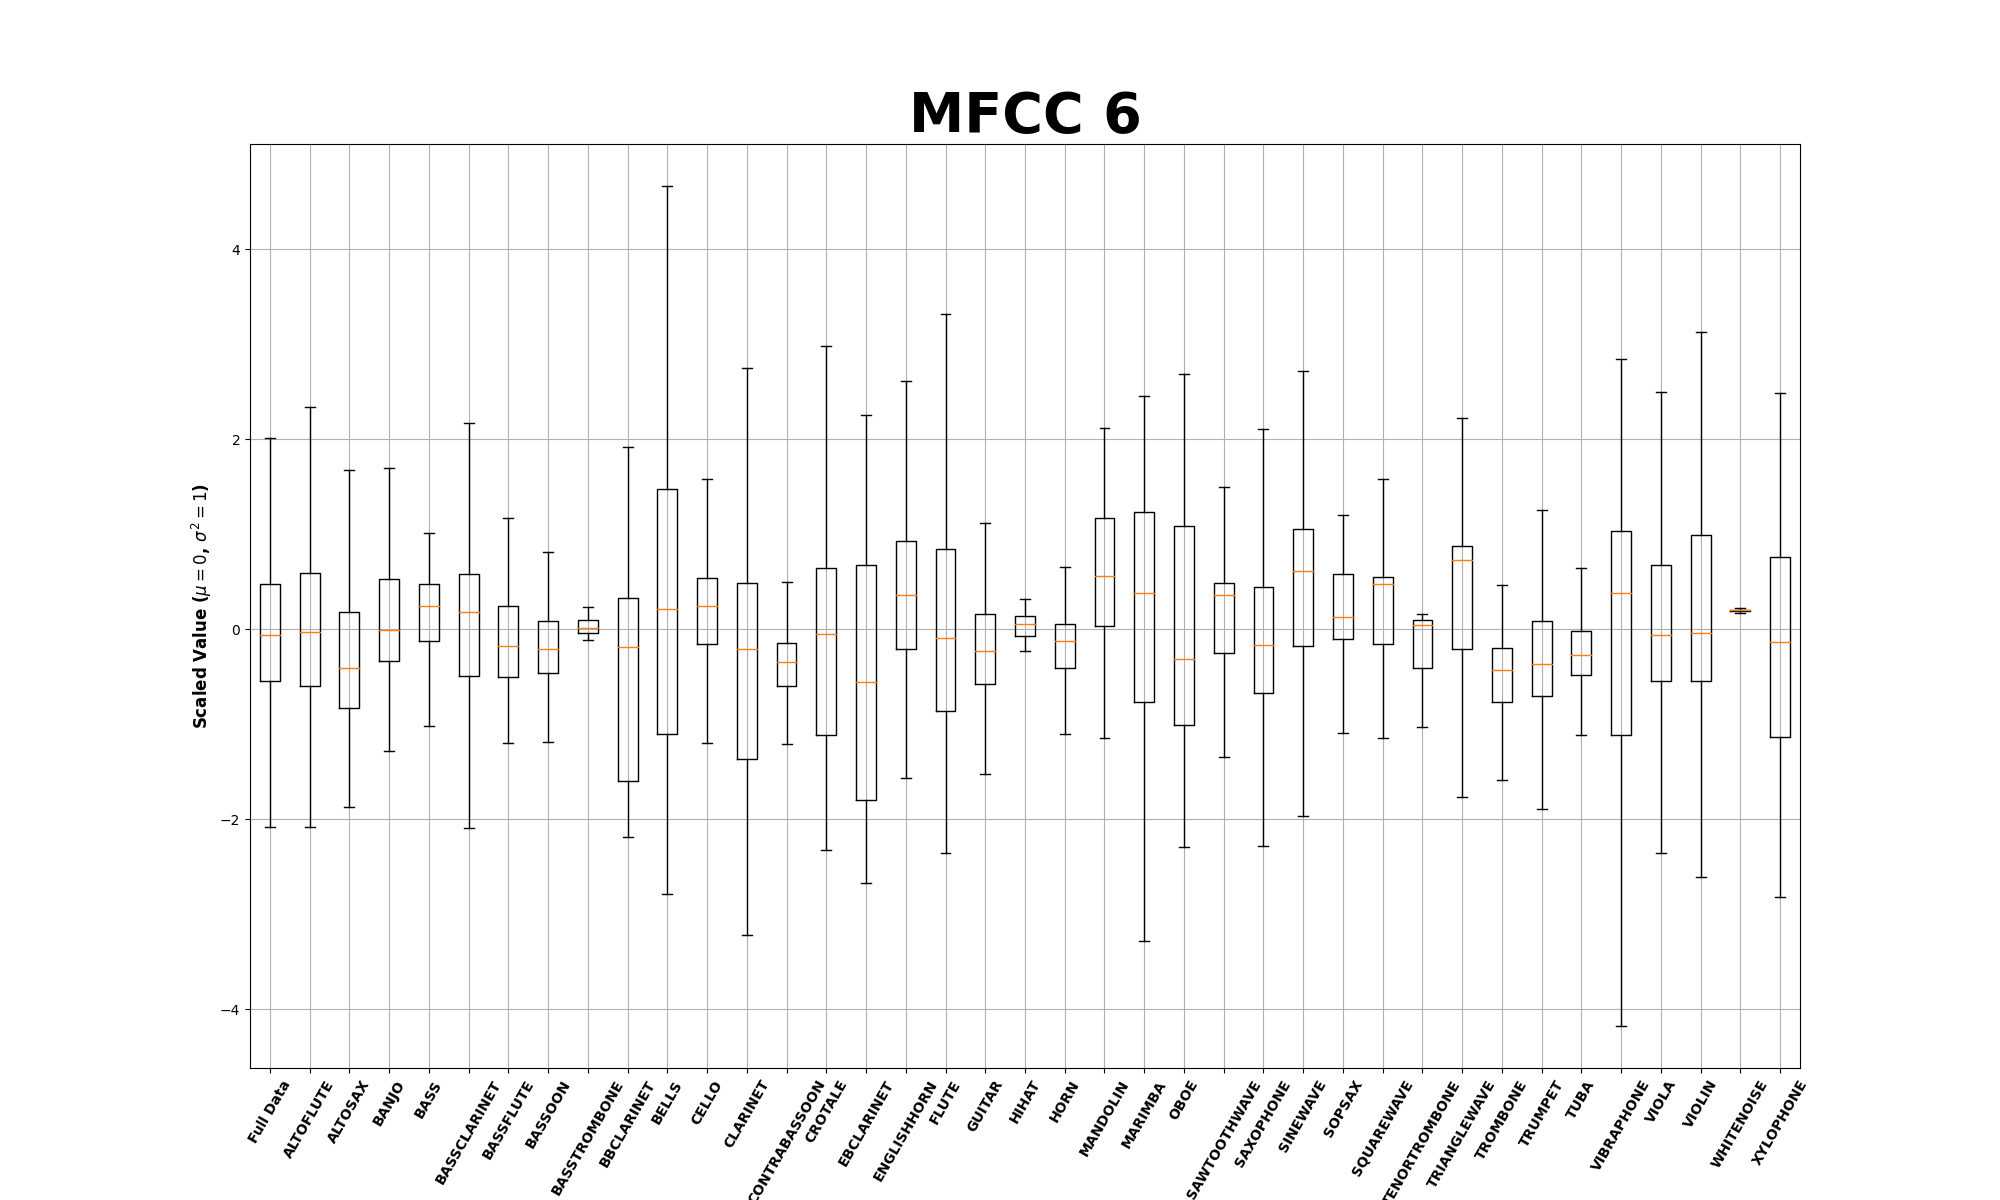 MFCC 6
Scaled Value (μ = 0, σ² = 1)
4
2
0
−2
−4
Full Data
ALTOFLUTE
ALTOSAX
BANJO
BASS
BASSCLARINET
BASSFLUTE
BASSOON
BASSTROMBONE
BBCLARINET
BELLS
CELLO
CLARINET
CONTRABASSOON
CROTALE
EBCLARINET
ENGLISHHORN
FLUTE
GUITAR
HIHAT
HORN
MANDOLIN
MARIMBA
OBOE
SAWTOOTHWAVE
SAXOPHONE
SINEWAVE
SOPSAX
SQUAREWAVE
TENORTROMBONE
TRIANGLEWAVE
TROMBONE
TRUMPET
TUBA
VIBRAPHONE
VIOLA
VIOLIN
WHITENOISE
XYLOPHONE